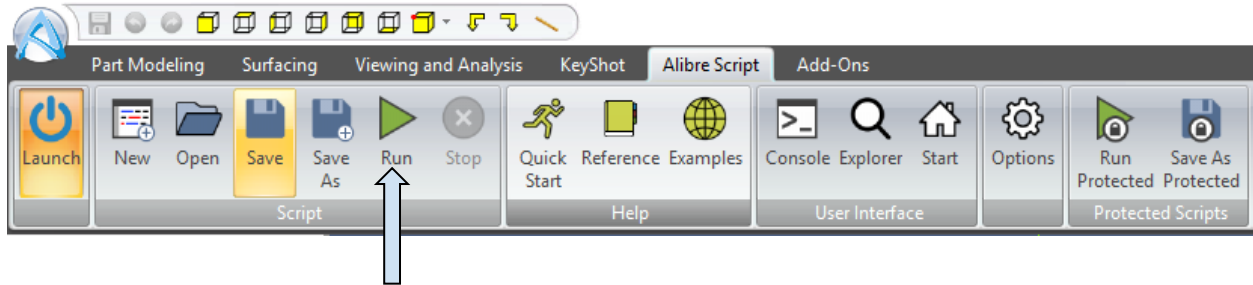 Part Modeling Surfacing Viewing and Analysis KeyShot Alibre Script Add-Ons
Launch New Open Save Save As Run Stop Quick Start Reference Examples Console Explorer Start Options Run Protected Save As Protected
Script Help User Interface Protected Scripts